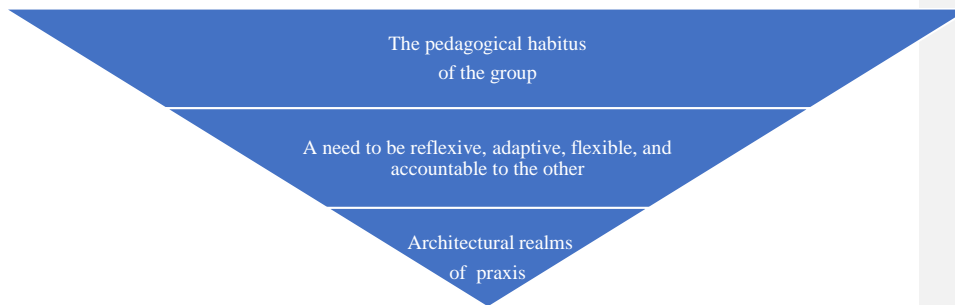 The pedagogical habitus
of the group
A need to be reflexive, adaptive, flexible, and
accountable to the other
Architectural realms
of praxis